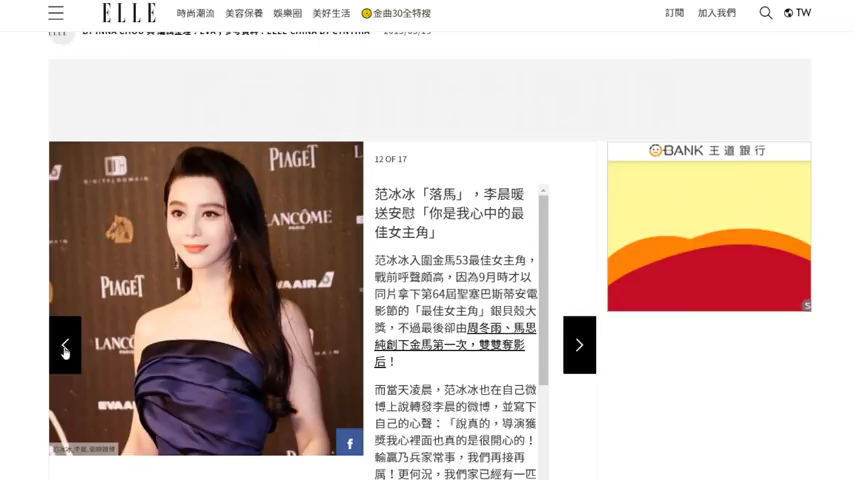 ELLE
時尚潮流 美容保養 娛樂圈 美好生活 金曲30全特搜
訂閱 加入我們 TW
12 OF 17
范冰冰「落馬」，李晨暖
送安慰「你是我心中的最
佳女主角」
范冰冰入圍金馬53最佳女主角，
戰前呼聲頗高，因為9月時才以
同片拿下第64屆聖塞巴斯蒂安電
影節的「最佳女主角」銀貝殼大
獎，不過最後卻由周冬雨、馬思
純創下金馬第一次，雙雙奪影
后！
而當天凌晨，范冰冰也在自己微
博上說轉發李晨的微博，並寫下
自己的心聲：「說真的，導演獲
獎我心裡面也真的是很開心的！
輸贏乃兵家常事，我們再接再
厲！更何況，我們家已經有一匹
BANK 王道銀行
PIAGET
DIGITAL DOMAIN
LANCÔME
PARIS
PIAGET
VA AIR
LANC
EVAA
f